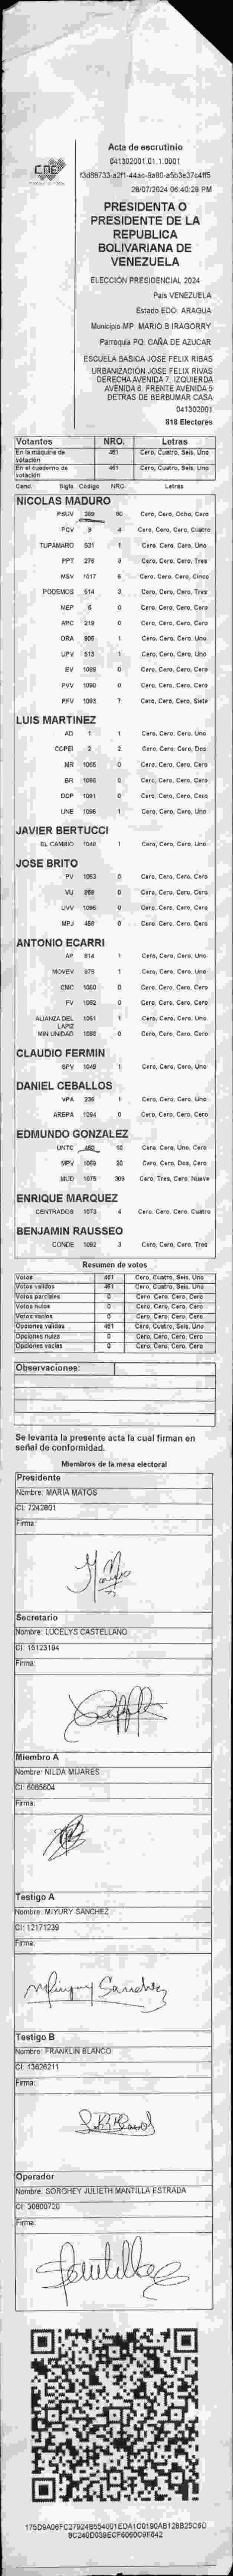 CNE
Acta de escrutinio
041302001.01.1.0001
28/07/2024 06:40:29 PM
PRESIDENTA O
PRESIDENTE DE LA
REPUBLICA
BOLIVARIANA DE
VENEZUELA
ELECCIÓN PRESIDENCIAL 2024
País VENEZUELA
Estado EDO. ARAGUA
Municipio MP. MARIO B IRAGORRY
Parroquia PQ. CAÑA DE AZUCAR
ESCUELA BASICA JOSE FELIX RIBAS
URBANIZACIÓN JOSE FELIX RIVAS
DERECHA AVENIDA 7. IZQUIERDA
AVENIDA 6. FRENTE AVENIDA 5
DETRAS DE BERBUMAR CASA
041302001
818 Electores
Votantes NRO. Letras
En la máquina de votación 461 Cero, Cuatro, Seis, Uno
En el cuaderno de votación 461 Cero, Cuatro, Seis, Uno
Cand. Sigla Código NRO. Letras
NICOLAS MADURO
PSUV 269 80 Cero, Cero, Ocho, Cero
PCV 3 4 Cero, Cero, Cero, Cuatro
TUPAMARO 931 1 Cero, Cero, Cero, Uno
PPT 276 3 Cero, Cero, Cero, Tres
MSV 1017 5 Cero, Cero, Cero, Cinco
PODEMOS 514 3 Cero, Cero, Cero, Tres
MEP 6 0 Cero, Cero, Cero, Cero
APC 219 0 Cero, Cero, Cero, Cero
ORA 906 1 Cero, Cero, Cero, Uno
UPV 513 1 Cero, Cero, Cero, Uno
EV 1089 0 Cero, Cero, Cero, Cero
PVV 1090 0 Cero, Cero, Cero, Cero
PFV 1093 7 Cero, Cero, Cero, Siete
LUIS MARTINEZ
AD 1 1 Cero, Cero, Cero, Uno
COPEI 2 2 Cero, Cero, Cero, Dos
MR 1065 0 Cero, Cero, Cero, Cero
BR 1066 0 Cero, Cero, Cero, Cero
DDP 1091 0 Cero, Cero, Cero, Cero
UNE 1095 1 Cero, Cero, Cero, Uno
JAVIER BERTUCCI
EL CAMBIO 1048 1 Cero, Cero, Cero, Uno
JOSE BRITO
PV 1053 0 Cero, Cero, Cero, Cero
VU 969 0 Cero, Cero, Cero, Cero
UVV 1096 0 Cero, Cero, Cero, Cero
MPJ 450 0 Cero, Cero, Cero, Cero
ANTONIO ECARRI
AP 814 1 Cero, Cero, Cero, Uno
MOVEV 978 1 Cero, Cero, Cero, Uno
CMC 1050 0 Cero, Cero, Cero, Cero
FV 1052 0 Cero, Cero, Cero, Cero
ALIANZA DEL LAPIZ 1051 1 Cero, Cero, Cero, Uno
MIN UNIDAD 1088 0 Cero, Cero, Cero, Cero
CLAUDIO FERMIN
SPV 1049 1 Cero, Cero, Cero, Uno
DANIEL CEBALLOS
VPA 236 1 Cero, Cero, Cero, Uno
AREPA 1094 0 Cero, Cero, Cero, Cero
EDMUNDO GONZALEZ
UNTC 10 Cero, Cero, Uno, Cero
MPV 1069 20 Cero, Cero, Dos, Cero
MUD 1075 309 Cero, Tres, Cero, Nueve
ENRIQUE MARQUEZ
CENTRADOS 1073 4 Cero, Cero, Cero, Cuatro
BENJAMIN RAUSSEO
CONDE 1092 3 Cero, Cero, Cero, Tres
Resumen de votos
Votos 461 Cero, Cuatro, Seis, Uno
Votos validos 461 Cero, Cuatro, Seis, Uno
Votos parciales 0 Cero, Cero, Cero, Cero
Votos nulos 0 Cero, Cero, Cero, Cero
Votos vacios 0 Cero, Cero, Cero, Cero
Opciones validas 461 Cero, Cuatro, Seis, Uno
Opciones nulas 0 Cero, Cero, Cero, Cero
Opciones vacias 0 Cero, Cero, Cero, Cero
Observaciones:
Se levanta la presente acta la cual firman en
señal de conformidad.
Miembros de la mesa electoral
Presidente
Nombre: MARIA MATOS
CI: 7242801
Firma:
Secretario
Nombre: LUCELYS CASTELLANO
CI: 15123194
Firma:
Miembro A
Nombre: NILDA MIJARES
CI: 6065604
Firma:
Testigo A
Nombre: MIYURY SANCHEZ
CI: 12171239
Firma:
Miyury Sanchez
Testigo B
Nombre: FRANKLIN BLANCO
CI: 13626211
Firma:
Operador
Nombre: SORGHEY JULIETH MANTILLA ESTRADA
CI: 30800720
Firma: